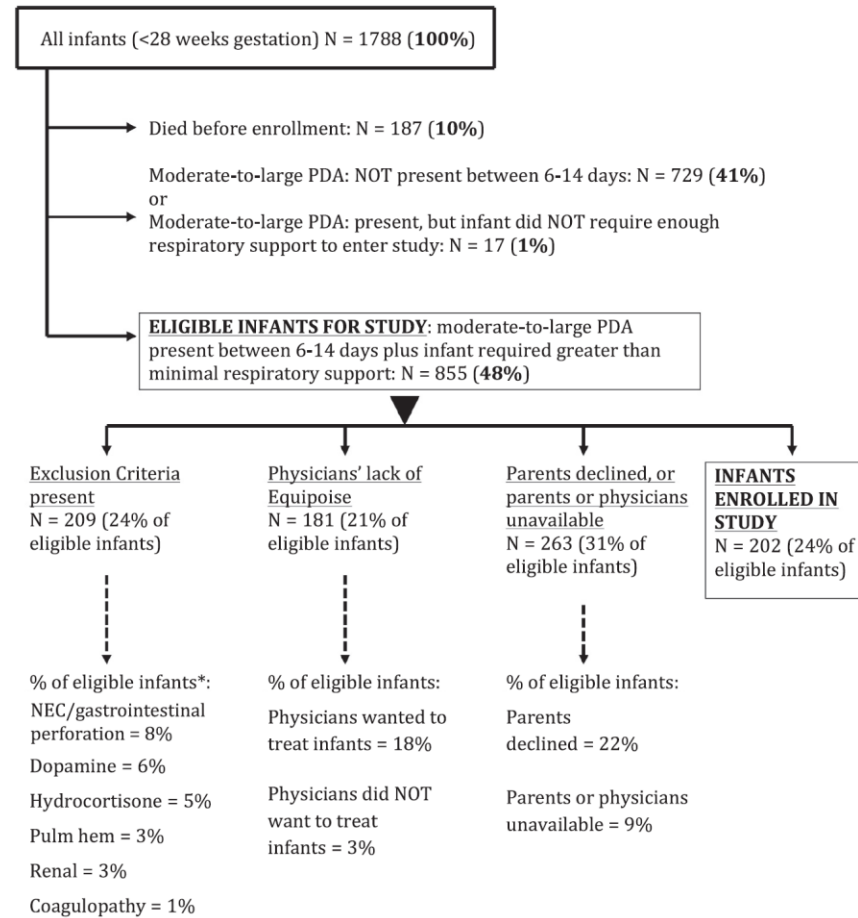 All infants (<28 weeks gestation) N = 1788 (100%)
Died before enrollment: N = 187 (10%)
Moderate-to-large PDA: NOT present between 6-14 days: N = 729 (41%)
or
Moderate-to-large PDA: present, but infant did NOT require enough
respiratory support to enter study: N = 17 (1%)
ELIGIBLE INFANTS FOR STUDY: moderate-to-large PDA
present between 6-14 days plus infant required greater than
minimal respiratory support: N = 855 (48%)
Exclusion Criteria
present
N = 209 (24% of
eligible infants)
Physicians' lack of
Equipoise
N = 181 (21% of
eligible infants)
Parents declined, or
parents or physicians
unavailable
N = 263 (31% of
eligible infants)
INFANTS
ENROLLED IN
STUDY
N = 202 (24% of
eligible infants)
% of eligible infants*:
NEC/gastrointestinal
perforation = 8%
Dopamine = 6%
Hydrocortisone = 5%
Pulm hem = 3%
Renal = 3%
Coagulopathy = 1%
% of eligible infants:
Physicians wanted to
treat infants = 18%
Physicians did NOT
want to treat
infants = 3%
% of eligible infants:
Parents
declined = 22%
Parents or physicians
unavailable = 9%